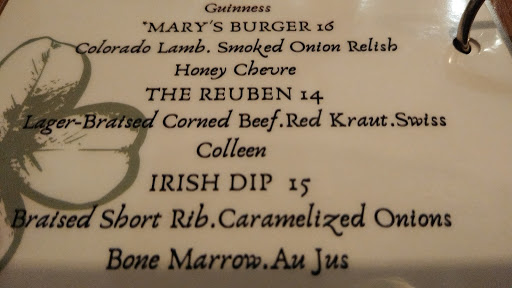 Guinness
*MARY'S BURGER 16
Colorado Lamb. Smoked Onion Relish
Honey Chevre
THE REUBEN 14
Lager-Braised Corned Beef.Red Kraut.Swiss
Colleen
IRISH DIP 15
Braised Short Rib.Caramelized Onions
Bone Marrow.Au Jus